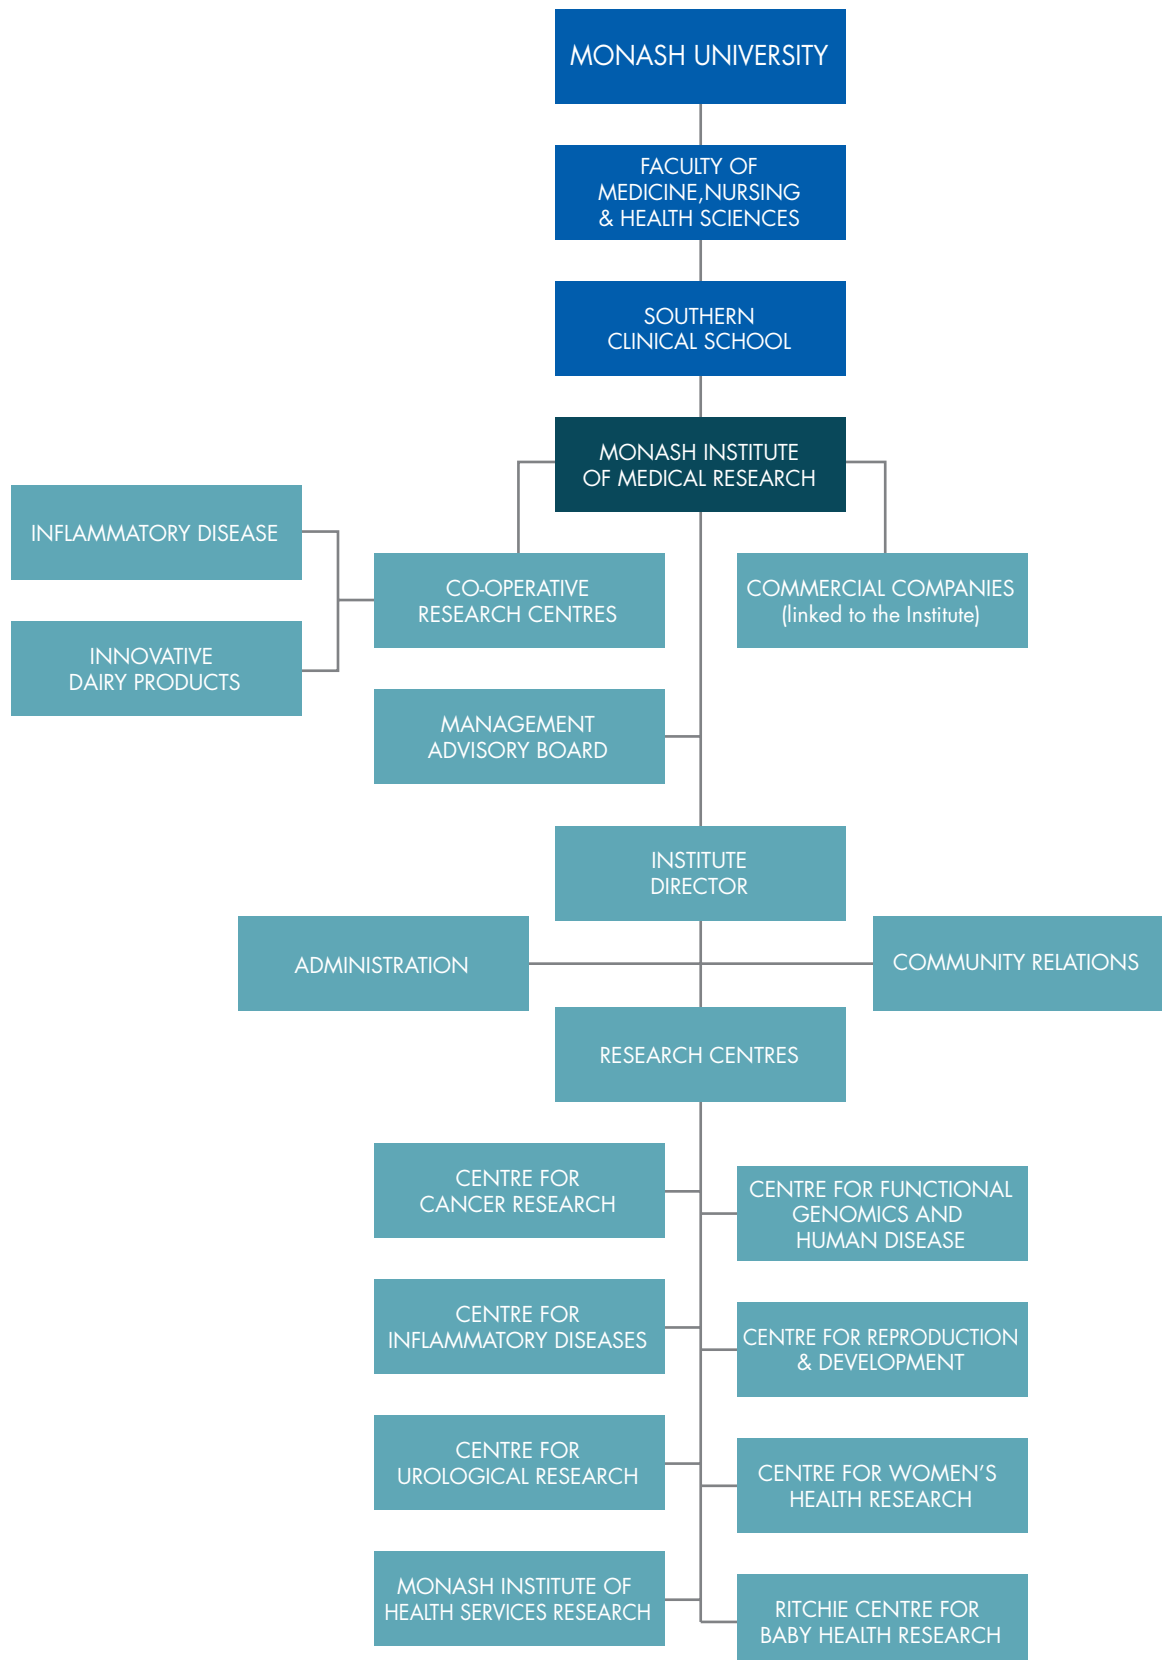 MONASH UNIVERSITY
FACULTY OF
MEDICINE,NURSING
& HEALTH SCIENCES
SOUTHERN
CLINICAL SCHOOL
MONASH INSTITUTE
OF MEDICAL RESEARCH
INFLAMMATORY DISEASE
CO-OPERATIVE
RESEARCH CENTRES
COMMERCIAL COMPANIES
(linked to the Institute)
INNOVATIVE
DAIRY PRODUCTS
MANAGEMENT
ADVISORY BOARD
INSTITUTE
DIRECTOR
ADMINISTRATION
COMMUNITY RELATIONS
RESEARCH CENTRES
CENTRE FOR
CANCER RESEARCH
CENTRE FOR FUNCTIONAL
GENOMICS AND
HUMAN DISEASE
CENTRE FOR
INFLAMMATORY DISEASES
CENTRE FOR REPRODUCTION
& DEVELOPMENT
CENTRE FOR
UROLOGICAL RESEARCH
CENTRE FOR WOMEN'S
HEALTH RESEARCH
MONASH INSTITUTE OF
HEALTH SERVICES RESEARCH
RITCHIE CENTRE FOR
BABY HEALTH RESEARCH